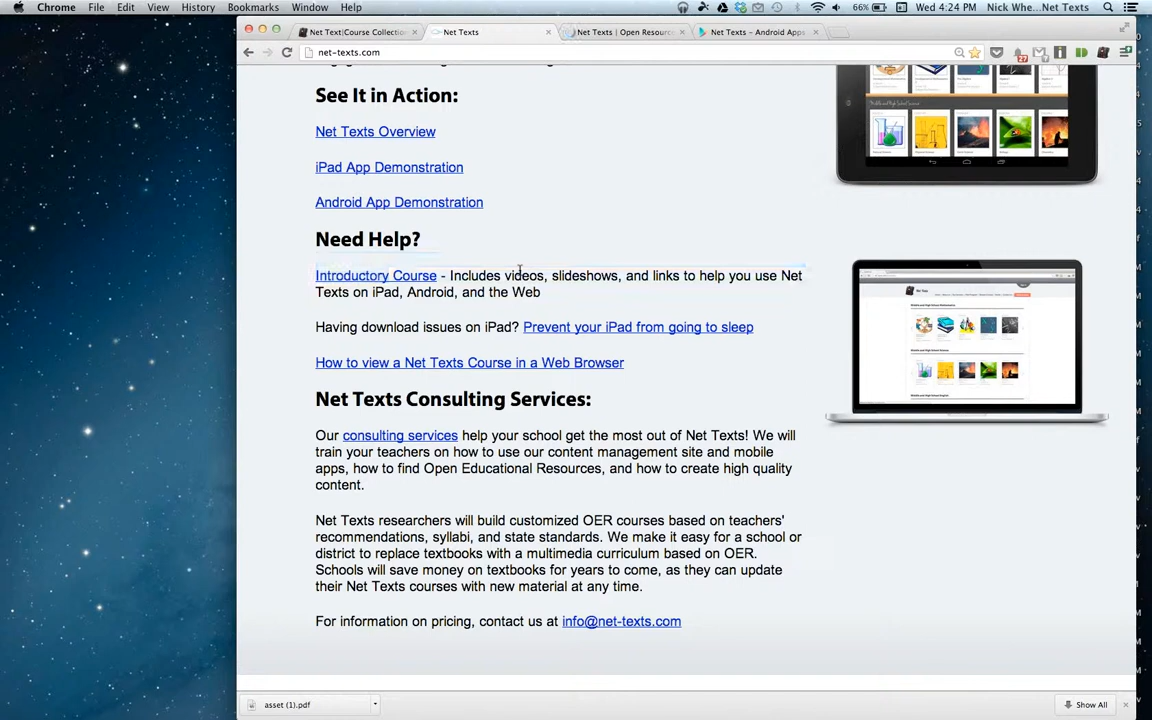 Chrome File Edit View History Bookmarks Window Help 66% Wed 4:24 PM Nick Whe...Net Texts
Net Text|Course Collectio Net Texts Net Texts | Open Resourc Net Texts – Android Apps
net-texts.com 27
See It in Action:
Net Texts Overview
iPad App Demonstration
Android App Demonstration
Need Help?
Introductory Course - Includes videos, slideshows, and links to help you use Net
Texts on iPad, Android, and the Web
Having download issues on iPad? Prevent your iPad from going to sleep
How to view a Net Texts Course in a Web Browser
Net Texts Consulting Services:
Our consulting services help your school get the most out of Net Texts! We will
train your teachers on how to use our content management site and mobile
apps, how to find Open Educational Resources, and how to create high quality
content.
Net Texts researchers will build customized OER courses based on teachers'
recommendations, syllabi, and state standards. We make it easy for a school or
district to replace textbooks with a multimedia curriculum based on OER.
Schools will save money on textbooks for years to come, as they can update
their Net Texts courses with new material at any time.
For information on pricing, contact us at info@net-texts.com
asset (1).pdf Show All